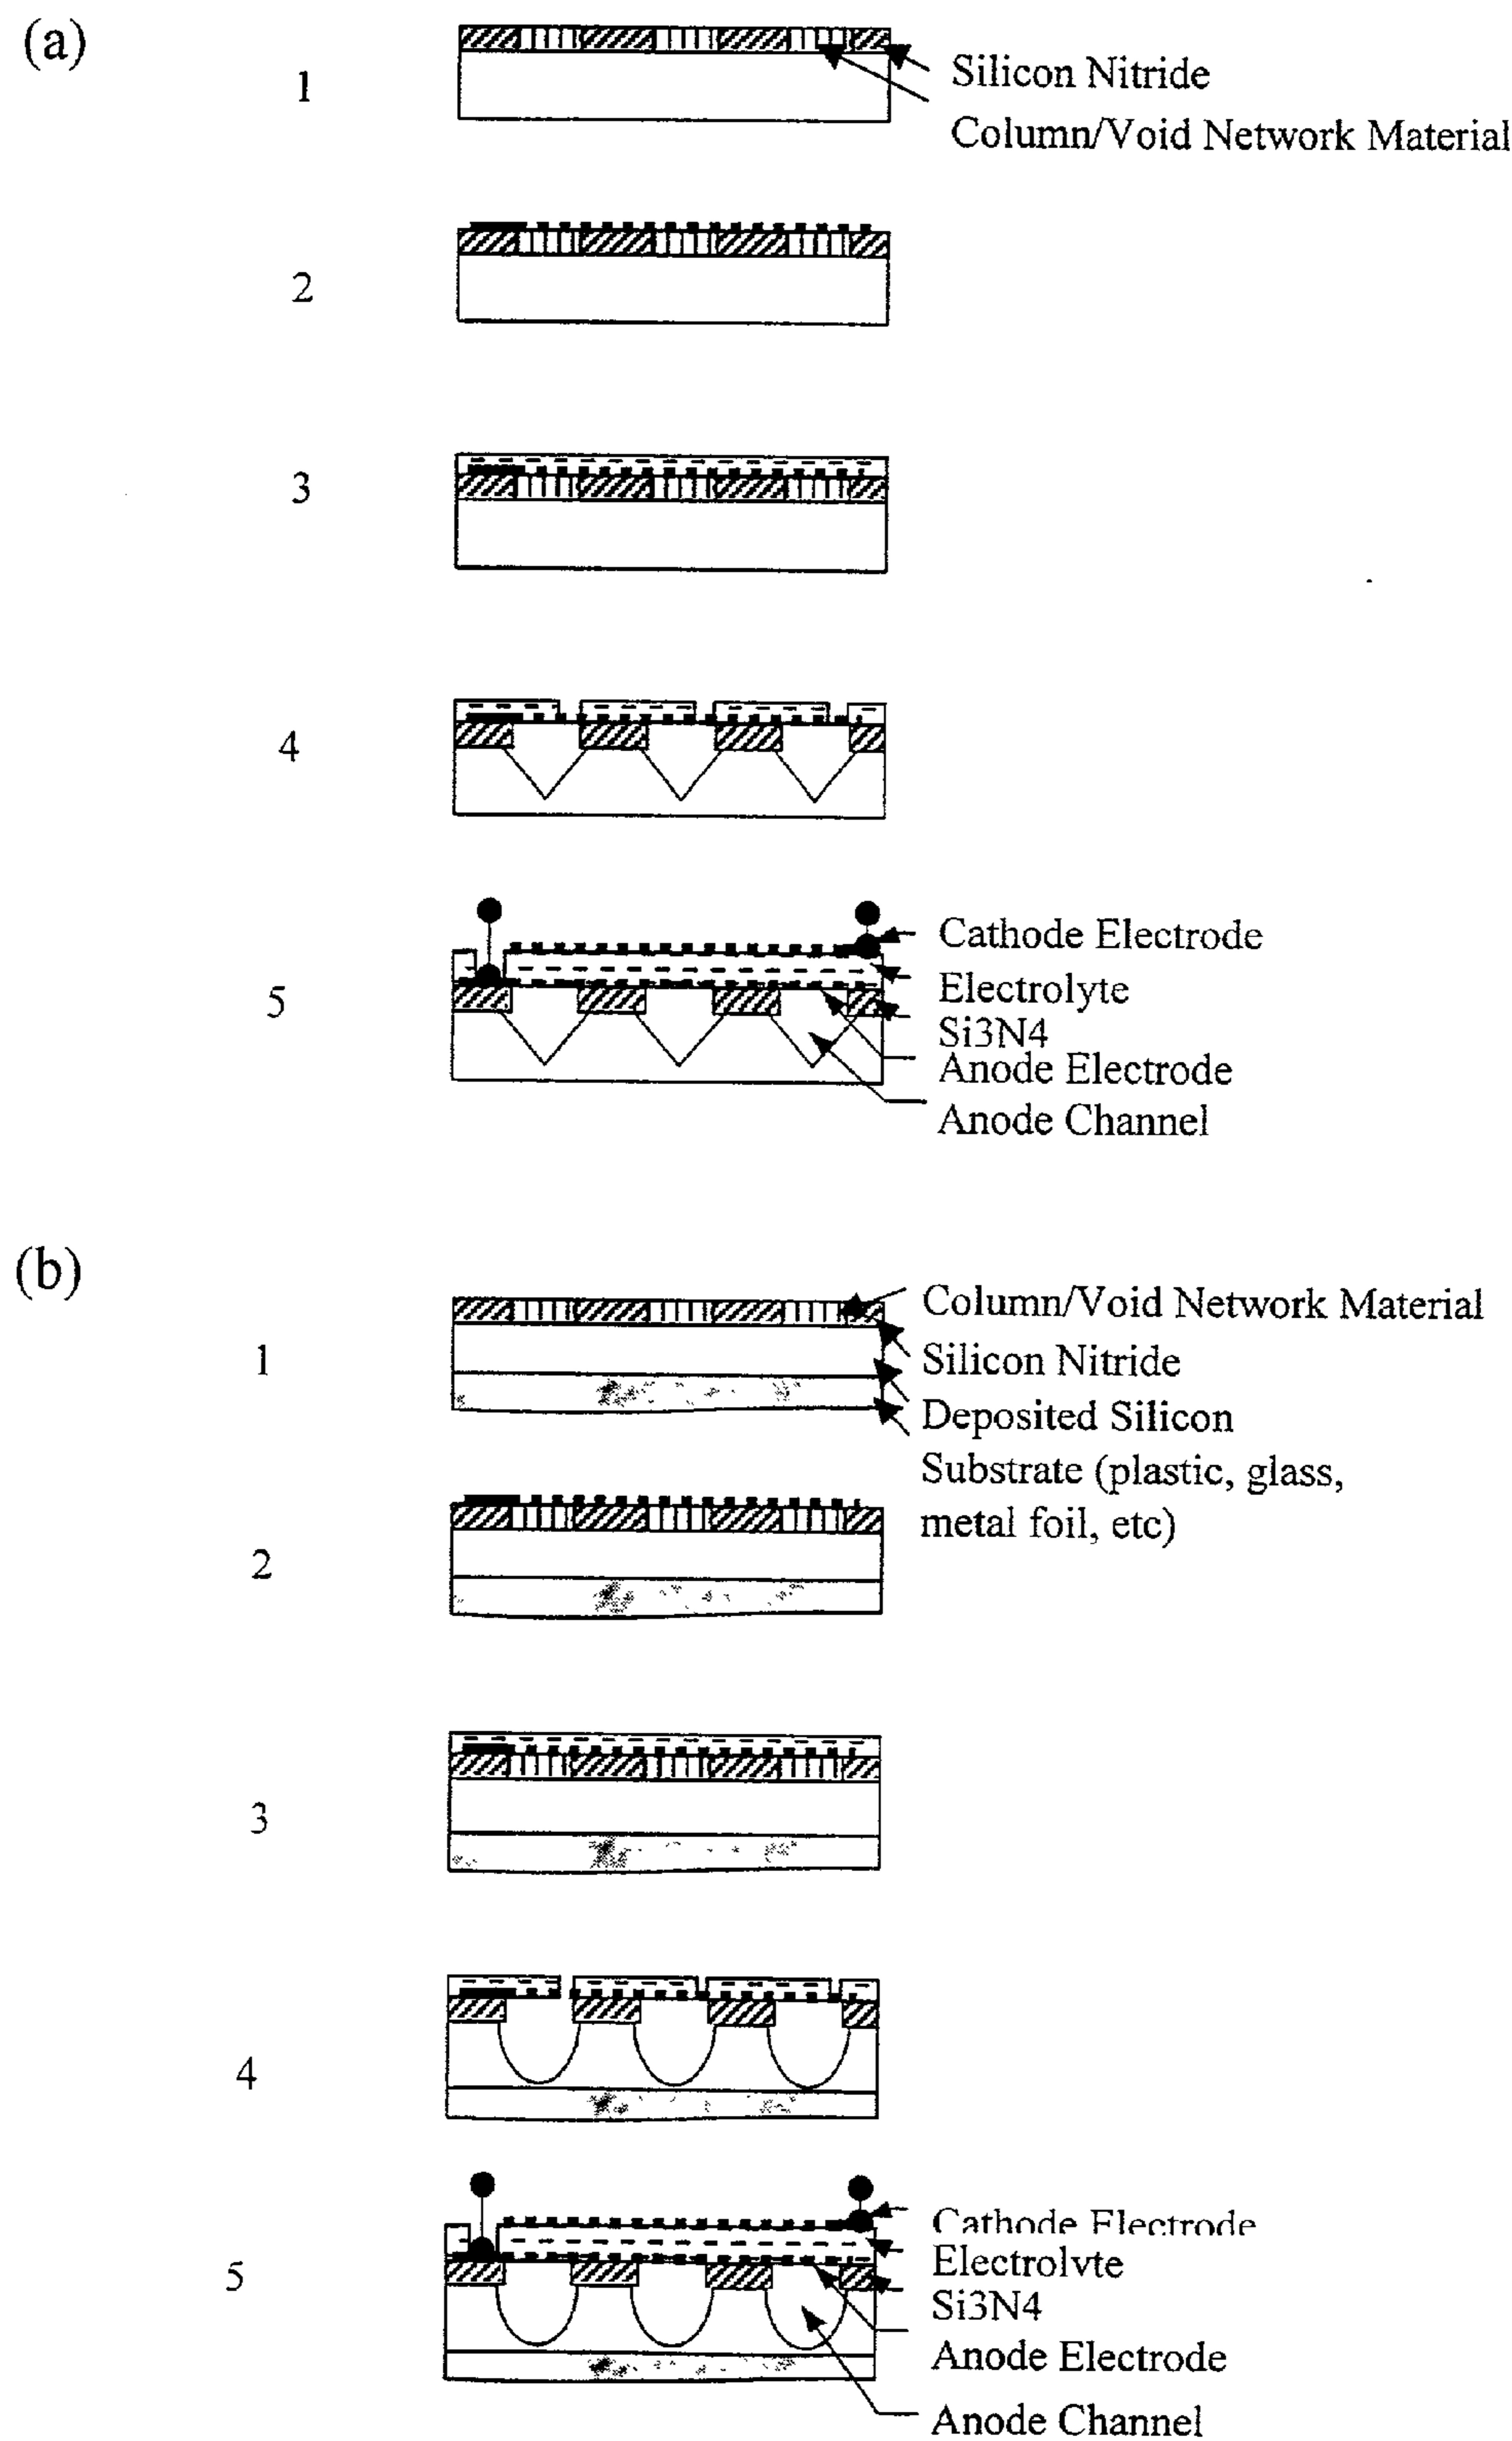 (a)
1
Silicon Nitride
Column/Void Network Material
2
3
4
5
Cathode Electrode
Electrolyte
Si3N4
Anode Electrode
Anode Channel
(b)
1
Column/Void Network Material
Silicon Nitride
Deposited Silicon
Substrate (plastic, glass,
metal foil, etc)
2
3
4
5
Cathode Electrode
Electrolyte
Si3N4
Anode Electrode
Anode Channel